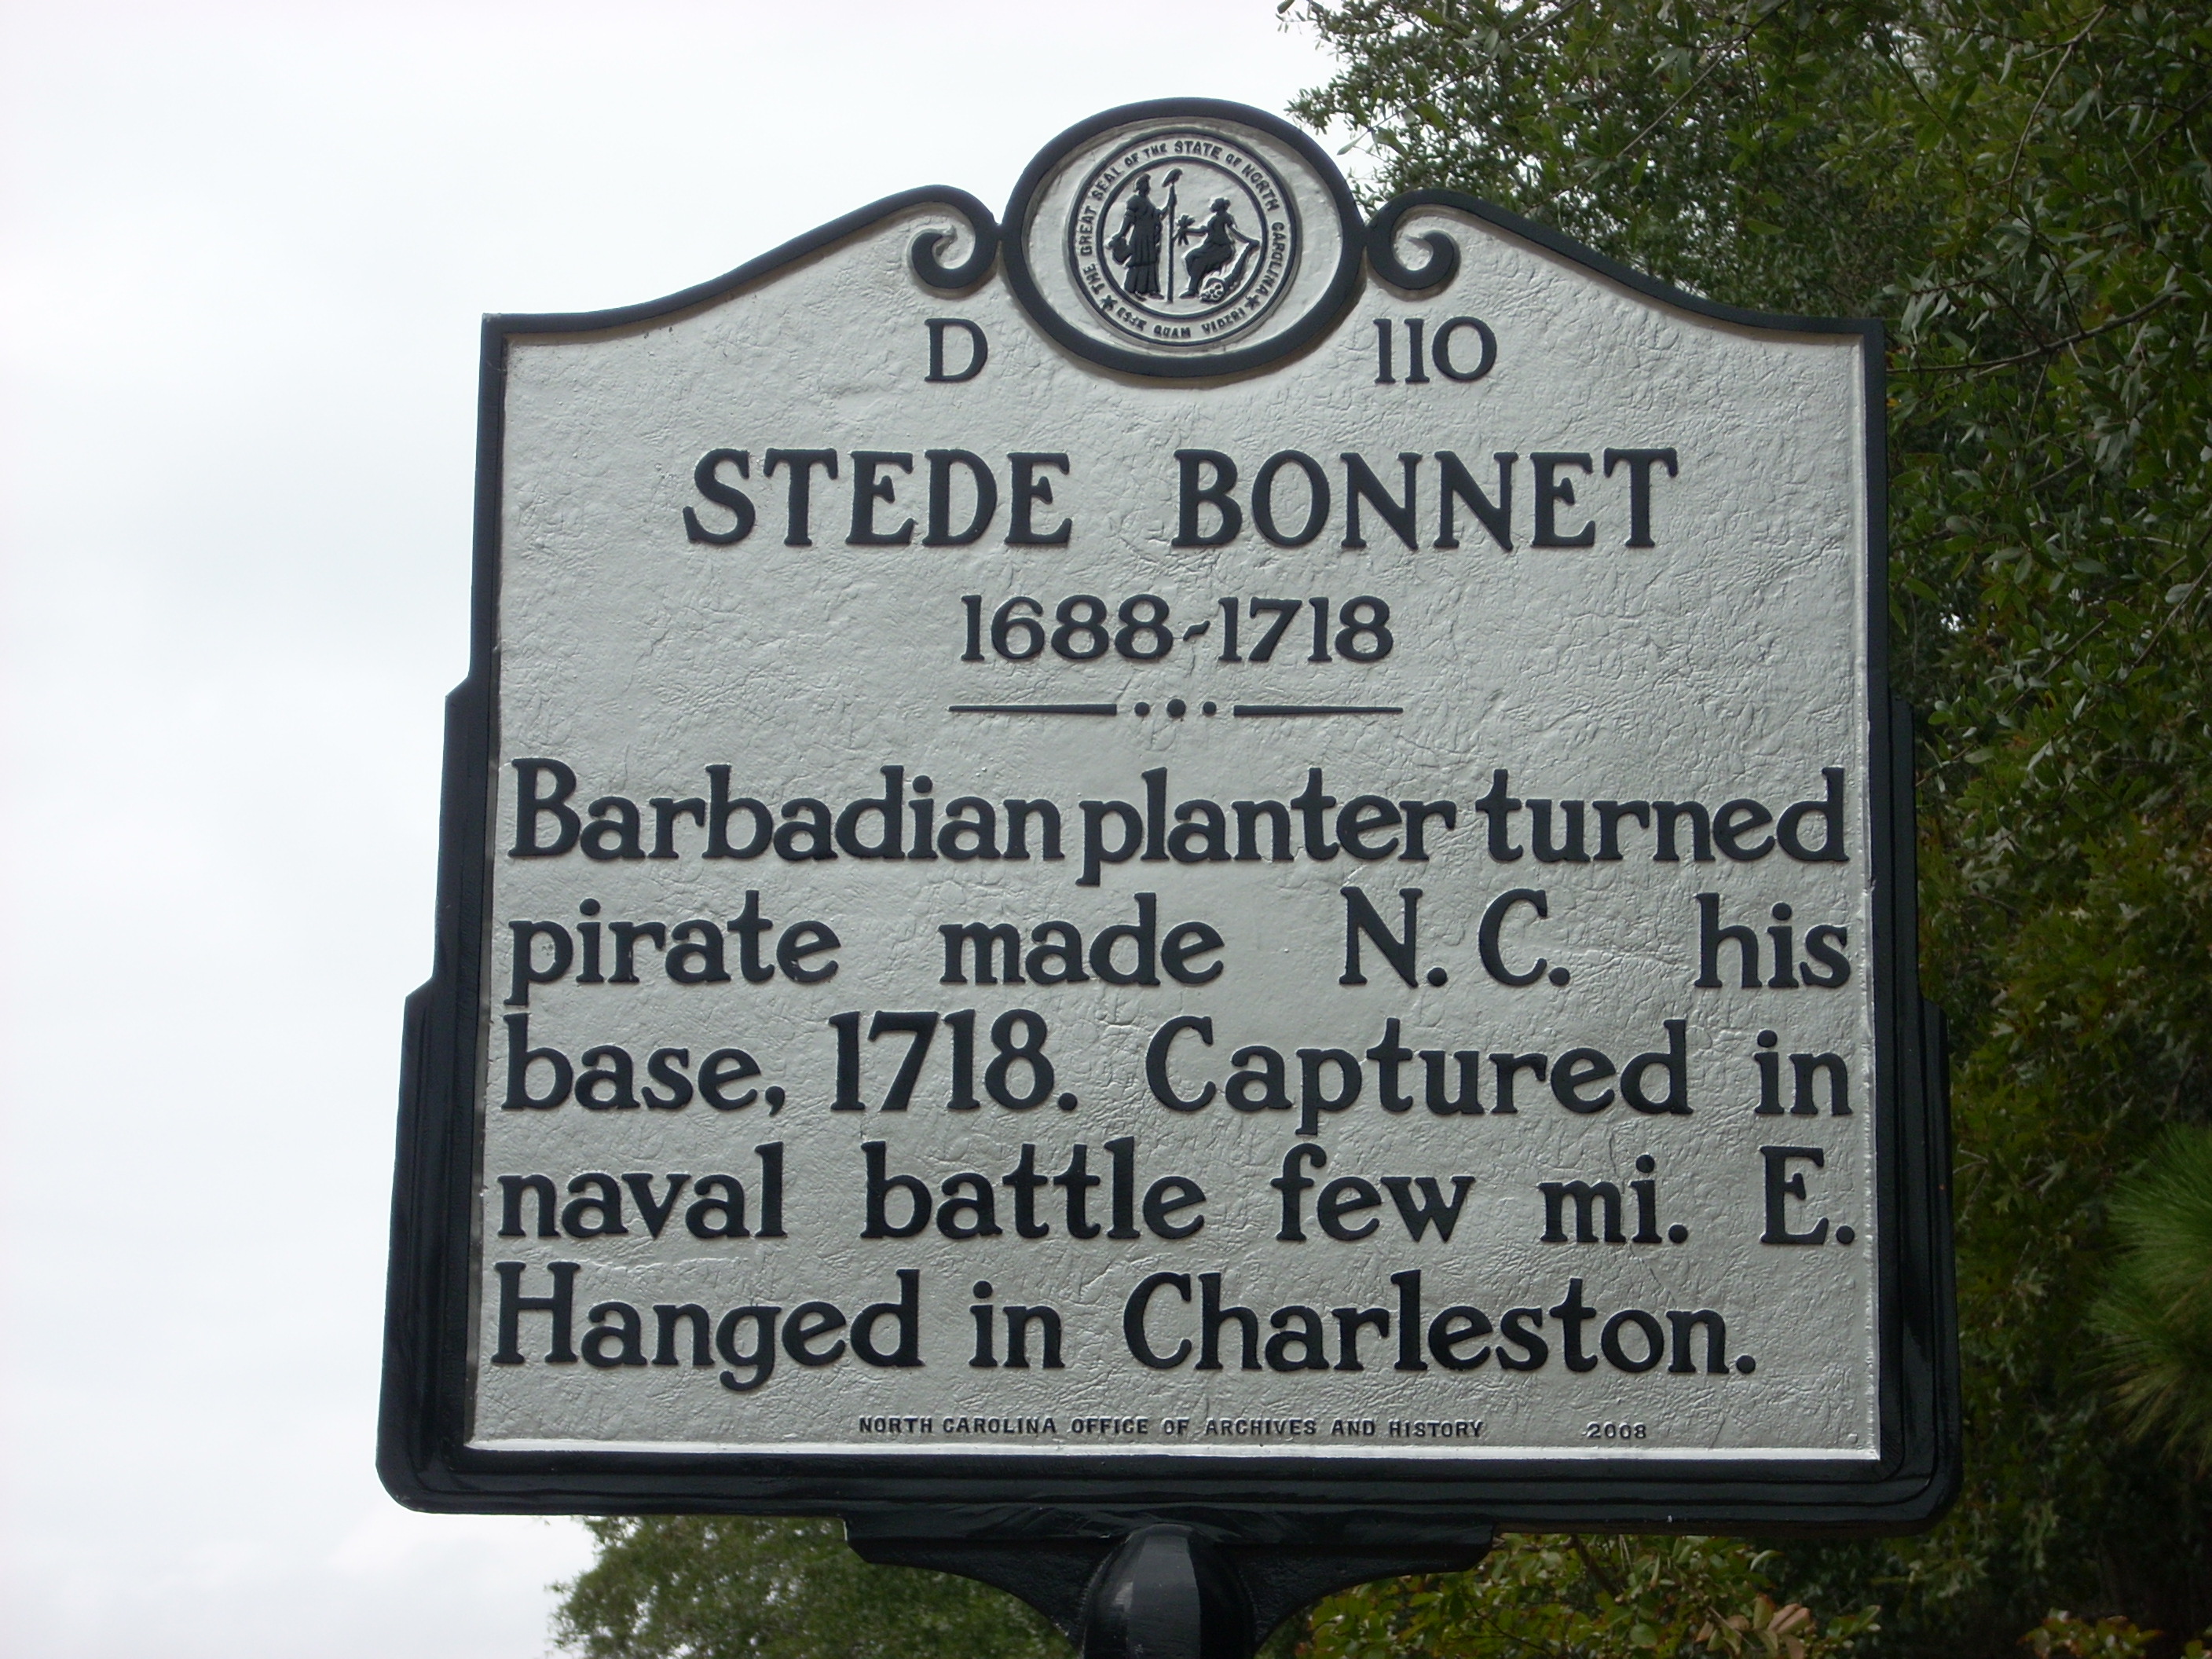 THE GREAT SEAL OF THE STATE OF NORTH CAROLINA
ESSE QUAM VIDERI
D 110
STEDE BONNET
1688-1718
Barbadian planter turned
pirate made N.C. his
base, 1718. Captured in
naval battle few mi. E.
Hanged in Charleston.
NORTH CAROLINA OFFICE OF ARCHIVES AND HISTORY 2008